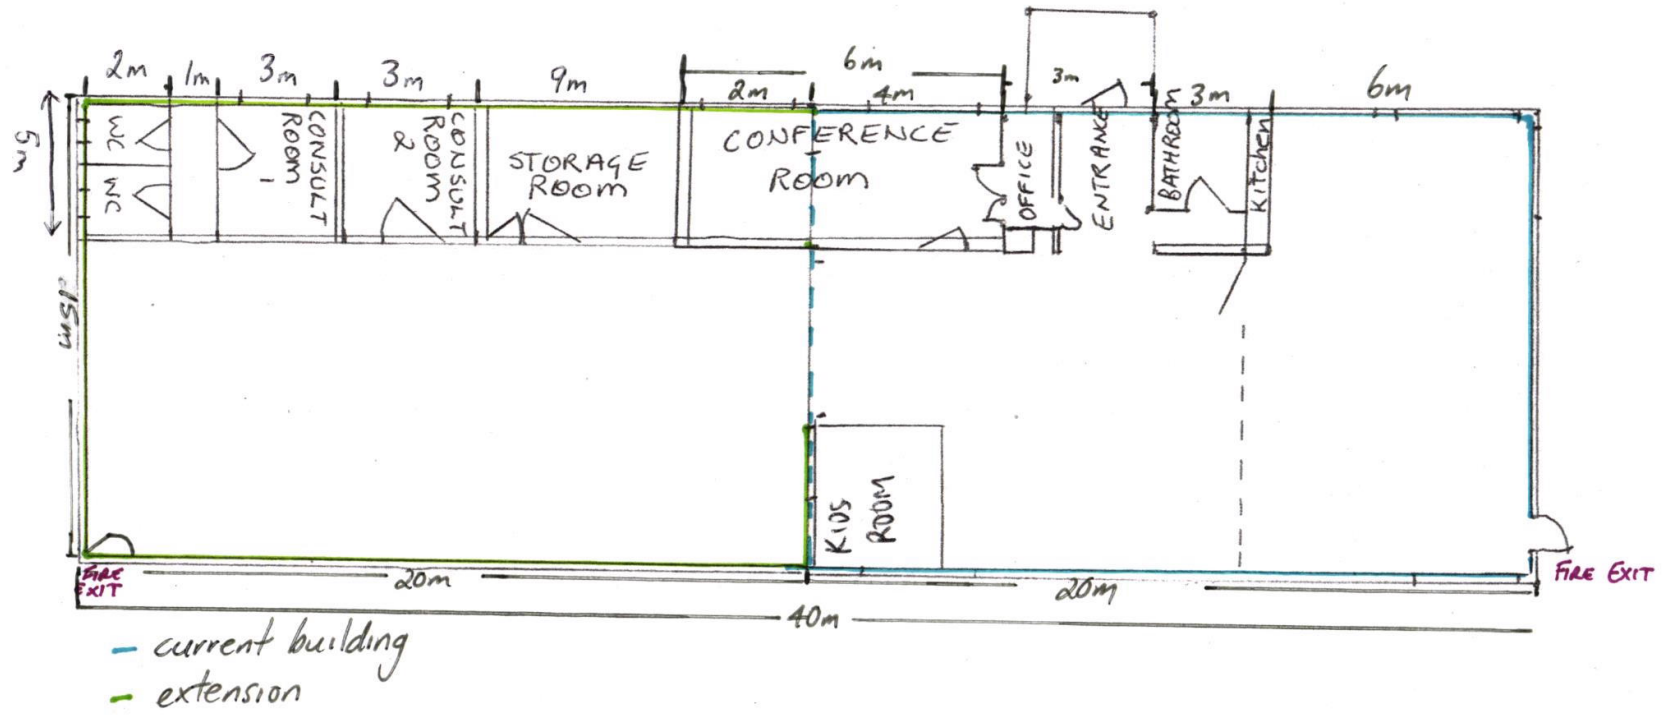 6m
2m
1m
3m
3m
9m
2m
4m
3m
3m
6m
5m
15m
WC
WC
CONSULT
ROOM
1
CONSULT
ROOM
2
STORAGE
ROOM
CONFERENCE
ROOM
OFFICE
ENTRANCE
BATHROOM
Kitchen
KIDS
ROOM
FIRE
EXIT
FIRE EXIT
20m
20m
40m
current building
extension